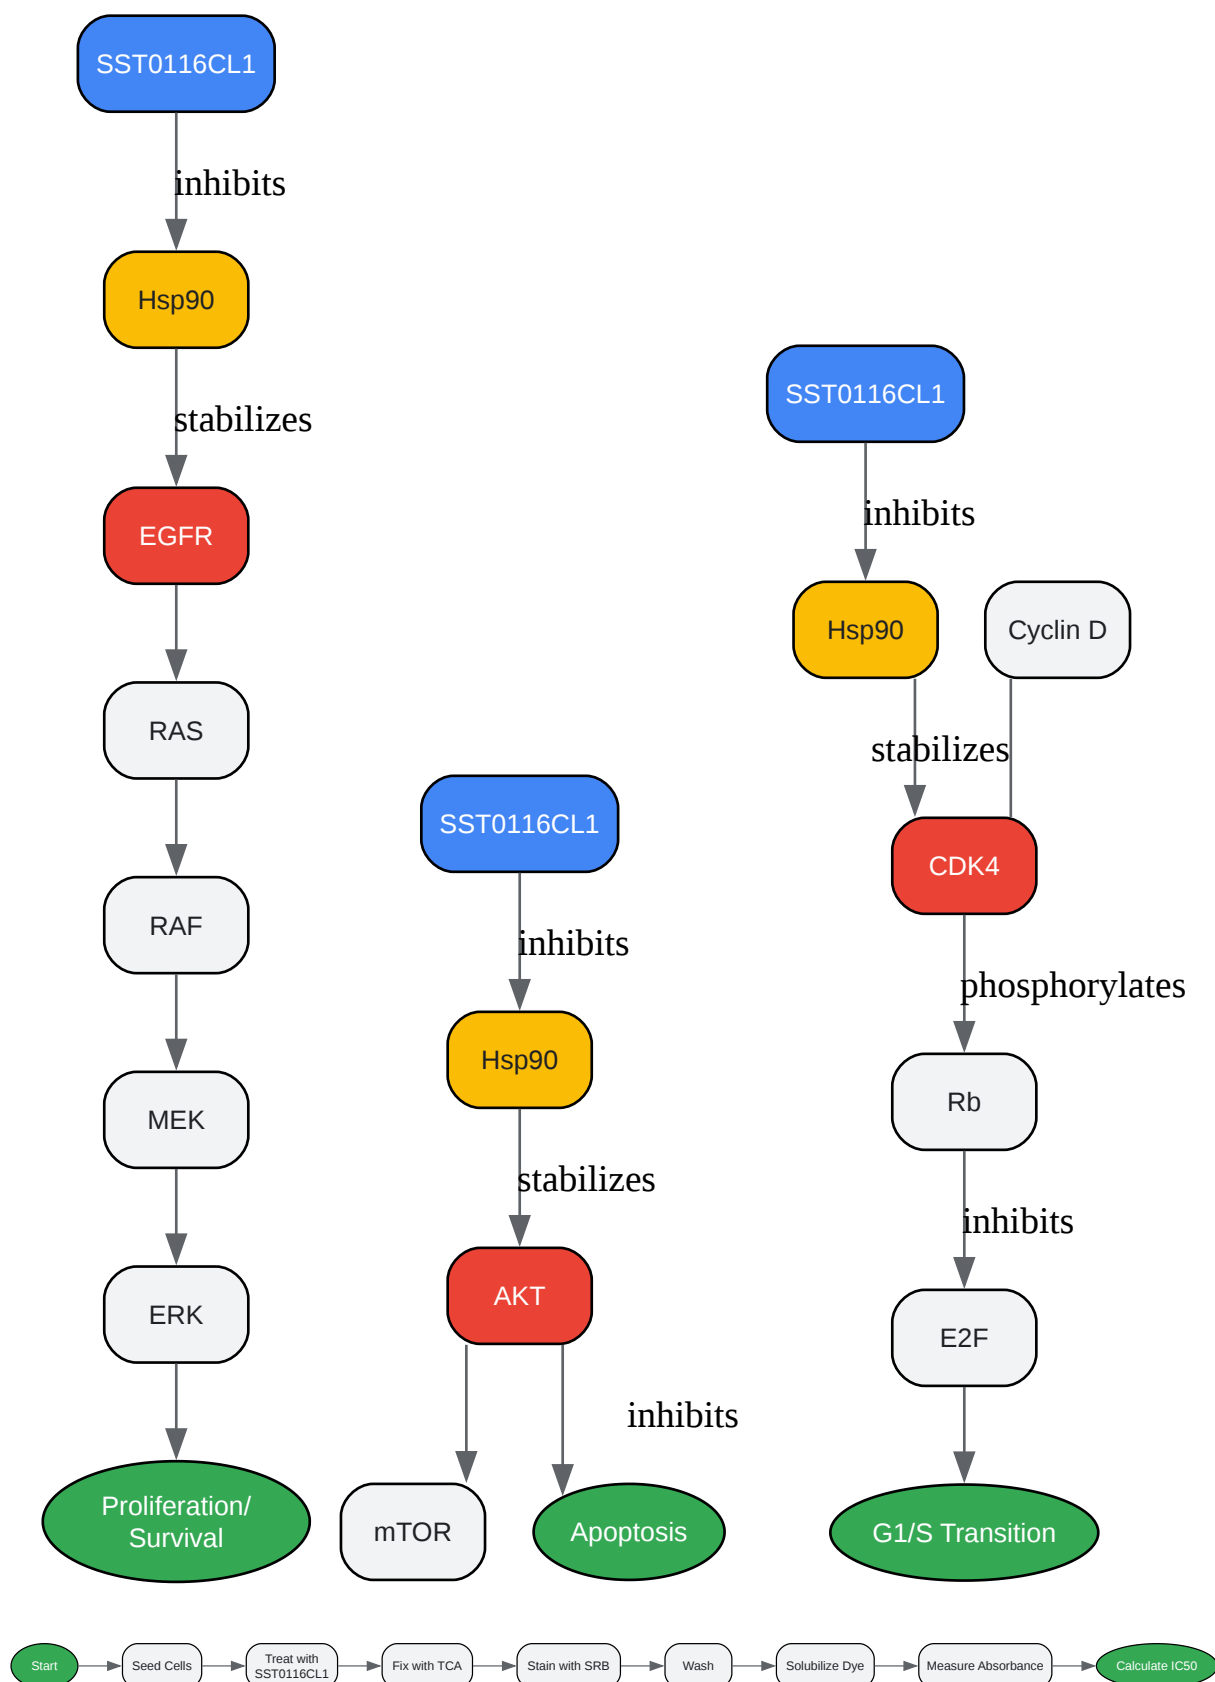 SST0116CL1
inhibits
Hsp90
stabilizes
EGFR
RAS
RAF
MEK
ERK
Proliferation/
Survival
SST0116CL1
inhibits
Hsp90
stabilizes
AKT
inhibits
mTOR
Apoptosis
SST0116CL1
inhibits
Hsp90
Cyclin D
stabilizes
CDK4
phosphorylates
Rb
inhibits
E2F
G1/S Transition
Start
Seed Cells
Treat with
SST0116CL1
Fix with TCA
Stain with SRB
Wash
Solubilize Dye
Measure Absorbance
Calculate IC50